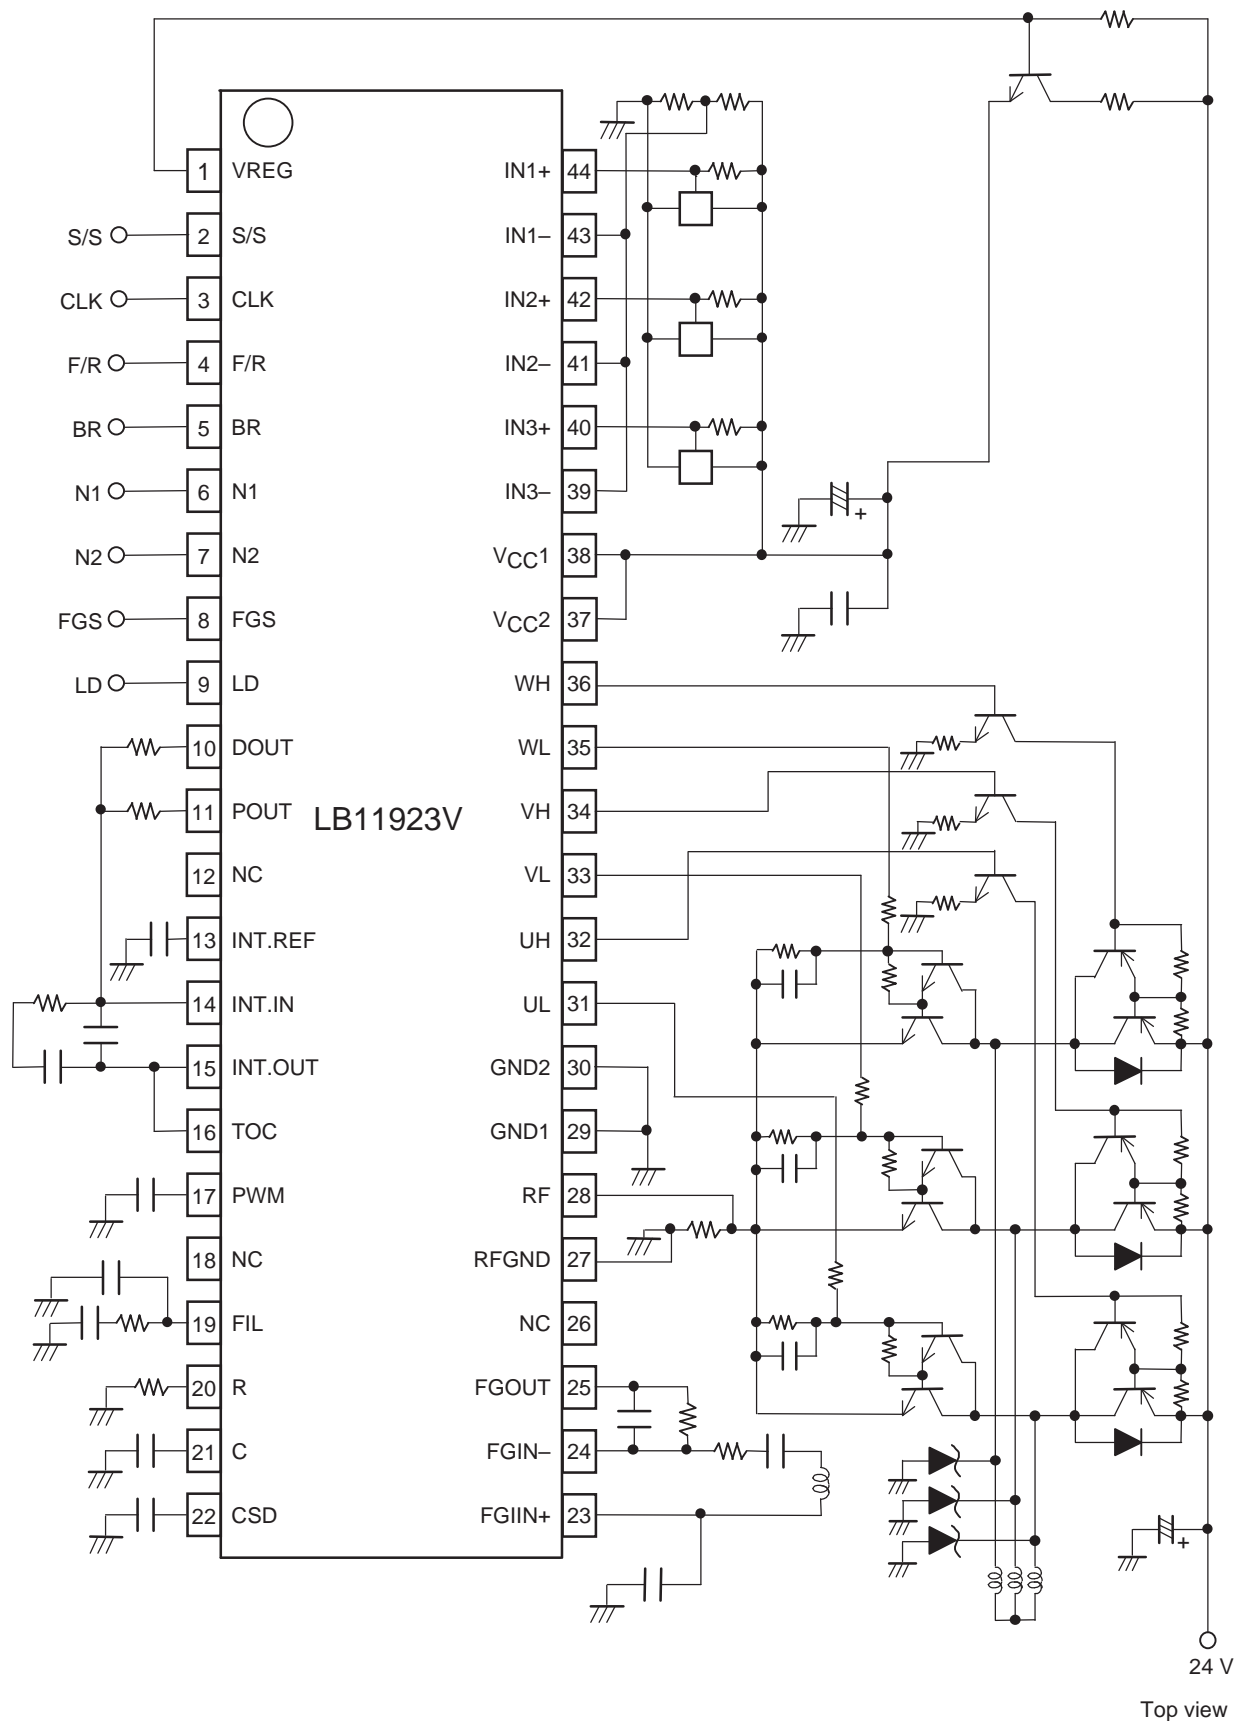 1 VREG IN1+ 44
S/S 2 S/S IN1– 43
CLK 3 CLK IN2+ 42
F/R 4 F/R IN2– 41
BR 5 BR IN3+ 40
N1 6 N1 IN3– 39
+
N2 7 N2 VCC1 38
FGS 8 FGS VCC2 37
LD 9 LD WH 36
10 DOUT WL 35
11 POUT LB11923V VH 34
12 NC VL 33
13 INT.REF UH 32
14 INT.IN UL 31
15 INT.OUT GND2 30
16 TOC GND1 29
17 PWM RF 28
18 NC RFGND 27
19 FIL NC 26
20 R FGOUT 25
21 C FGIN– 24
22 CSD FGIIN+ 23
+
24 V
Top view